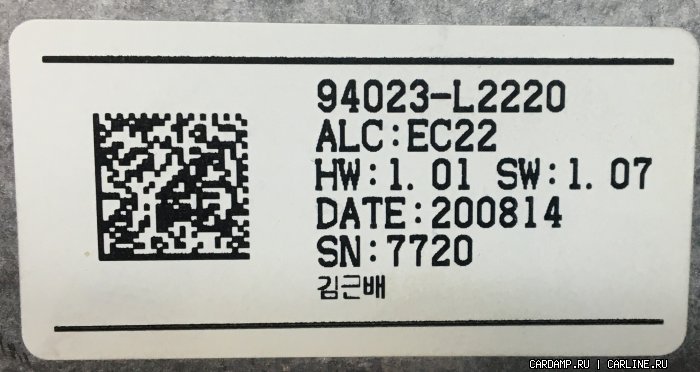 94023-L2220
ALC:EC22
HW:1. 01 SW:1. 07
DATE:200814
SN:7720
김근배
CARDAMP.RU | CARLINE.RU